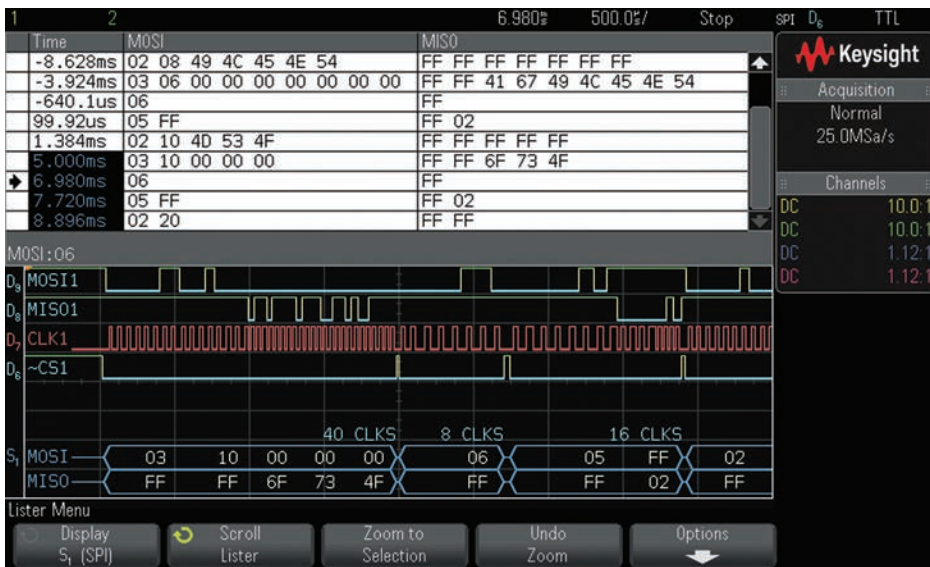 1 2 6.980ms 500.0us/ Stop SPI D6 TTL
Time MOSI MISO
-8.628ms 02 08 49 4C 45 4E 54 FF FF FF FF FF FF FF
-3.924ms 03 06 00 00 00 00 00 00 00 FF FF 41 67 49 4C 45 4E 54
-640.1us 06 FF
99.92us 05 FF FF 02
1.384ms 02 10 4D 53 4F FF FF FF FF FF
5.000ms 03 10 00 00 00 FF FF 6F 73 4F
6.980ms 06 FF
7.720ms 05 FF FF 02
8.896ms 02 20 FF FF
Keysight
Acquisition
Normal
25.0MSa/s
Channels
DC 10.0:1
DC 10.0:1
DC 1.12:1
DC 1.12:1
MOSI:06
D9 MOSI1
D8 MISO1
D7 CLK1
D6 ~CS1
40 CLKS 8 CLKS 16 CLKS
S1 MOSI 03 10 00 00 00 06 05 FF 02
MISO FF FF 6F 73 4F FF FF 02 FF
Lister Menu
Display
S1 (SPI)
Scroll
Lister
Zoom to
Selection
Undo
Zoom
Options